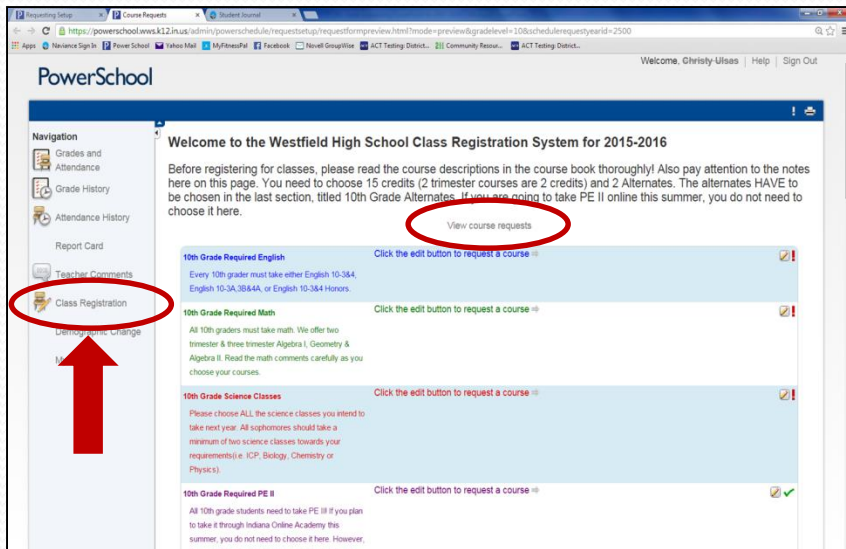 Requesting Setup
Course Requests
Student Journal
https://powerschool.wws.k12.in.us/admin/powerschedule/requestsetup/requestformpreview.html?mode=preview&gradelevel=10&schedulerequestyearid=2500
Apps Naviance Sign In Power School Yahoo Mail MyFitnessPal Facebook Novell GroupWise ACT Testing: District... Community Resour... ACT Testing: District...
Welcome, Christy Ulsas | Help | Sign Out
PowerSchool
Navigation
Grades and
Attendance
Grade History
Attendance History
Report Card
Teacher Comments
Class Registration
Demographic Change
M
Welcome to the Westfield High School Class Registration System for 2015-2016
Before registering for classes, please read the course descriptions in the course book thoroughly! Also pay attention to the notes
here on this page. You need to choose 15 credits (2 trimester courses are 2 credits) and 2 Alternates. The alternates HAVE to
be chosen in the last section, titled 10th Grade Alternates. If you are going to take PE II online this summer, you do not need to
choose it here.
View course requests
10th Grade Required English
Click the edit button to request a course
Every 10th grader must take either English 10-3&4,
English 10-3A,3B&4A, or English 10-3&4 Honors.
10th Grade Required Math
Click the edit button to request a course
All 10th graders must take math. We offer two
trimester & three trimester Algebra I, Geometry &
Algebra II. Read the math comments carefully as you
choose your courses.
10th Grade Science Classes
Click the edit button to request a course
Please choose ALL the science classes you intend to
take next year. All sophomores should take a
minimum of two science classes towards your
requirements(i.e. ICP, Biology, Chemistry or
Physics).
10th Grade Required PE II
Click the edit button to request a course
All 10th grade students need to take PE II! If you plan
to take it through Indiana Online Academy this
summer, you do not need to choose it here. However,